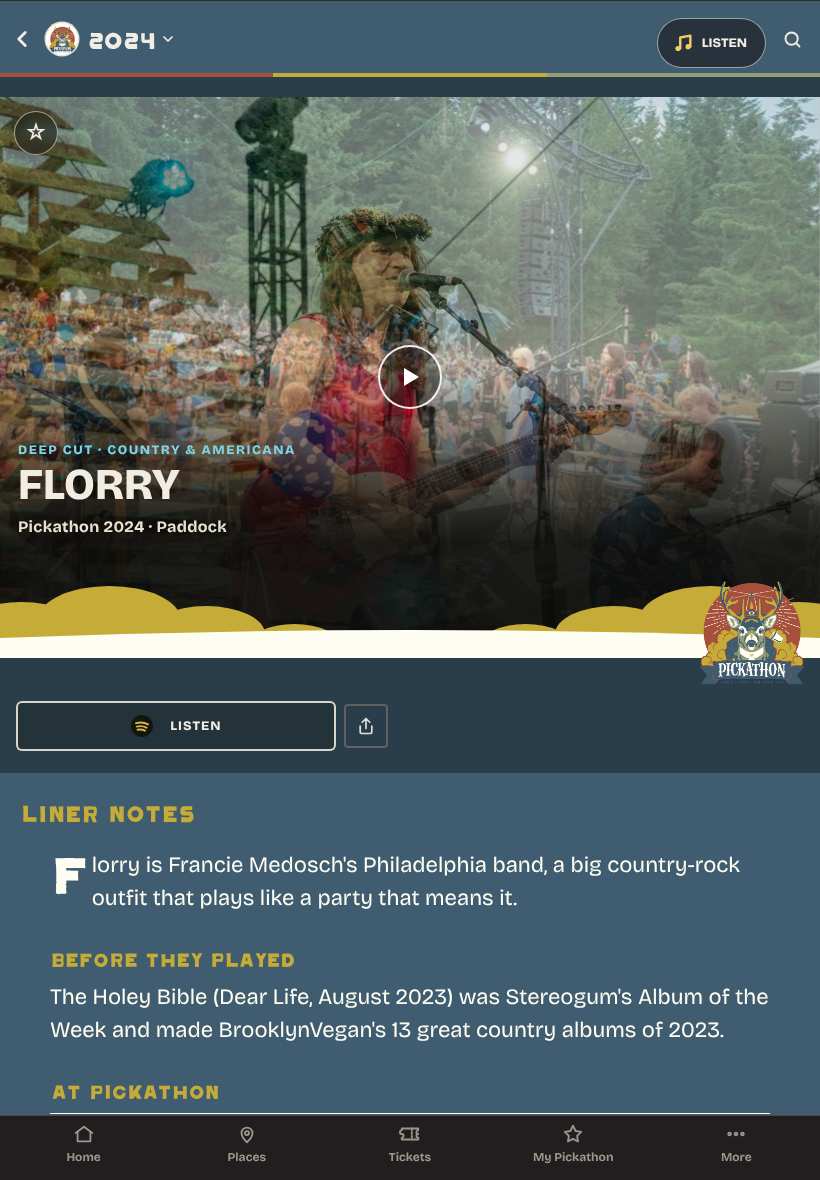 2024
LISTEN
DEEP CUT · COUNTRY & AMERICANA
FLORRY
Pickathon 2024 · Paddock
PICKATHON
LISTEN
LINER NOTES
Florry is Francie Medosch's Philadelphia band, a big country-rock
outfit that plays like a party that means it.
BEFORE THEY PLAYED
The Holey Bible (Dear Life, August 2023) was Stereogum's Album of the
Week and made BrooklynVegan's 13 great country albums of 2023.
AT PICKATHON
Home
Places
Tickets
My Pickathon
More